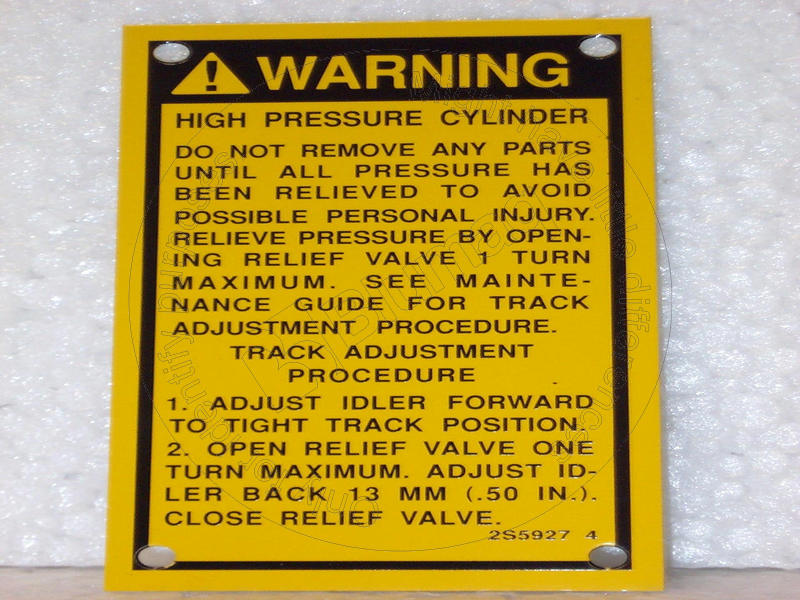 WARNING
HIGH PRESSURE CYLINDER
DO NOT REMOVE ANY PARTS
UNTIL ALL PRESSURE HAS
BEEN RELIEVED TO AVOID
POSSIBLE PERSONAL INJURY.
RELIEVE PRESSURE BY OPEN-
ING RELIEF VALVE 1 TURN
MAXIMUM. SEE MAINTE-
NANCE GUIDE FOR TRACK
ADJUSTMENT PROCEDURE.
TRACK ADJUSTMENT
PROCEDURE
1. ADJUST IDLER FORWARD
TO TIGHT TRACK POSITION.
2. OPEN RELIEF VALVE ONE
TURN MAXIMUM. ADJUST ID-
LER BACK 13 MM (.50 IN.).
CLOSE RELIEF VALVE.
2S5927 4